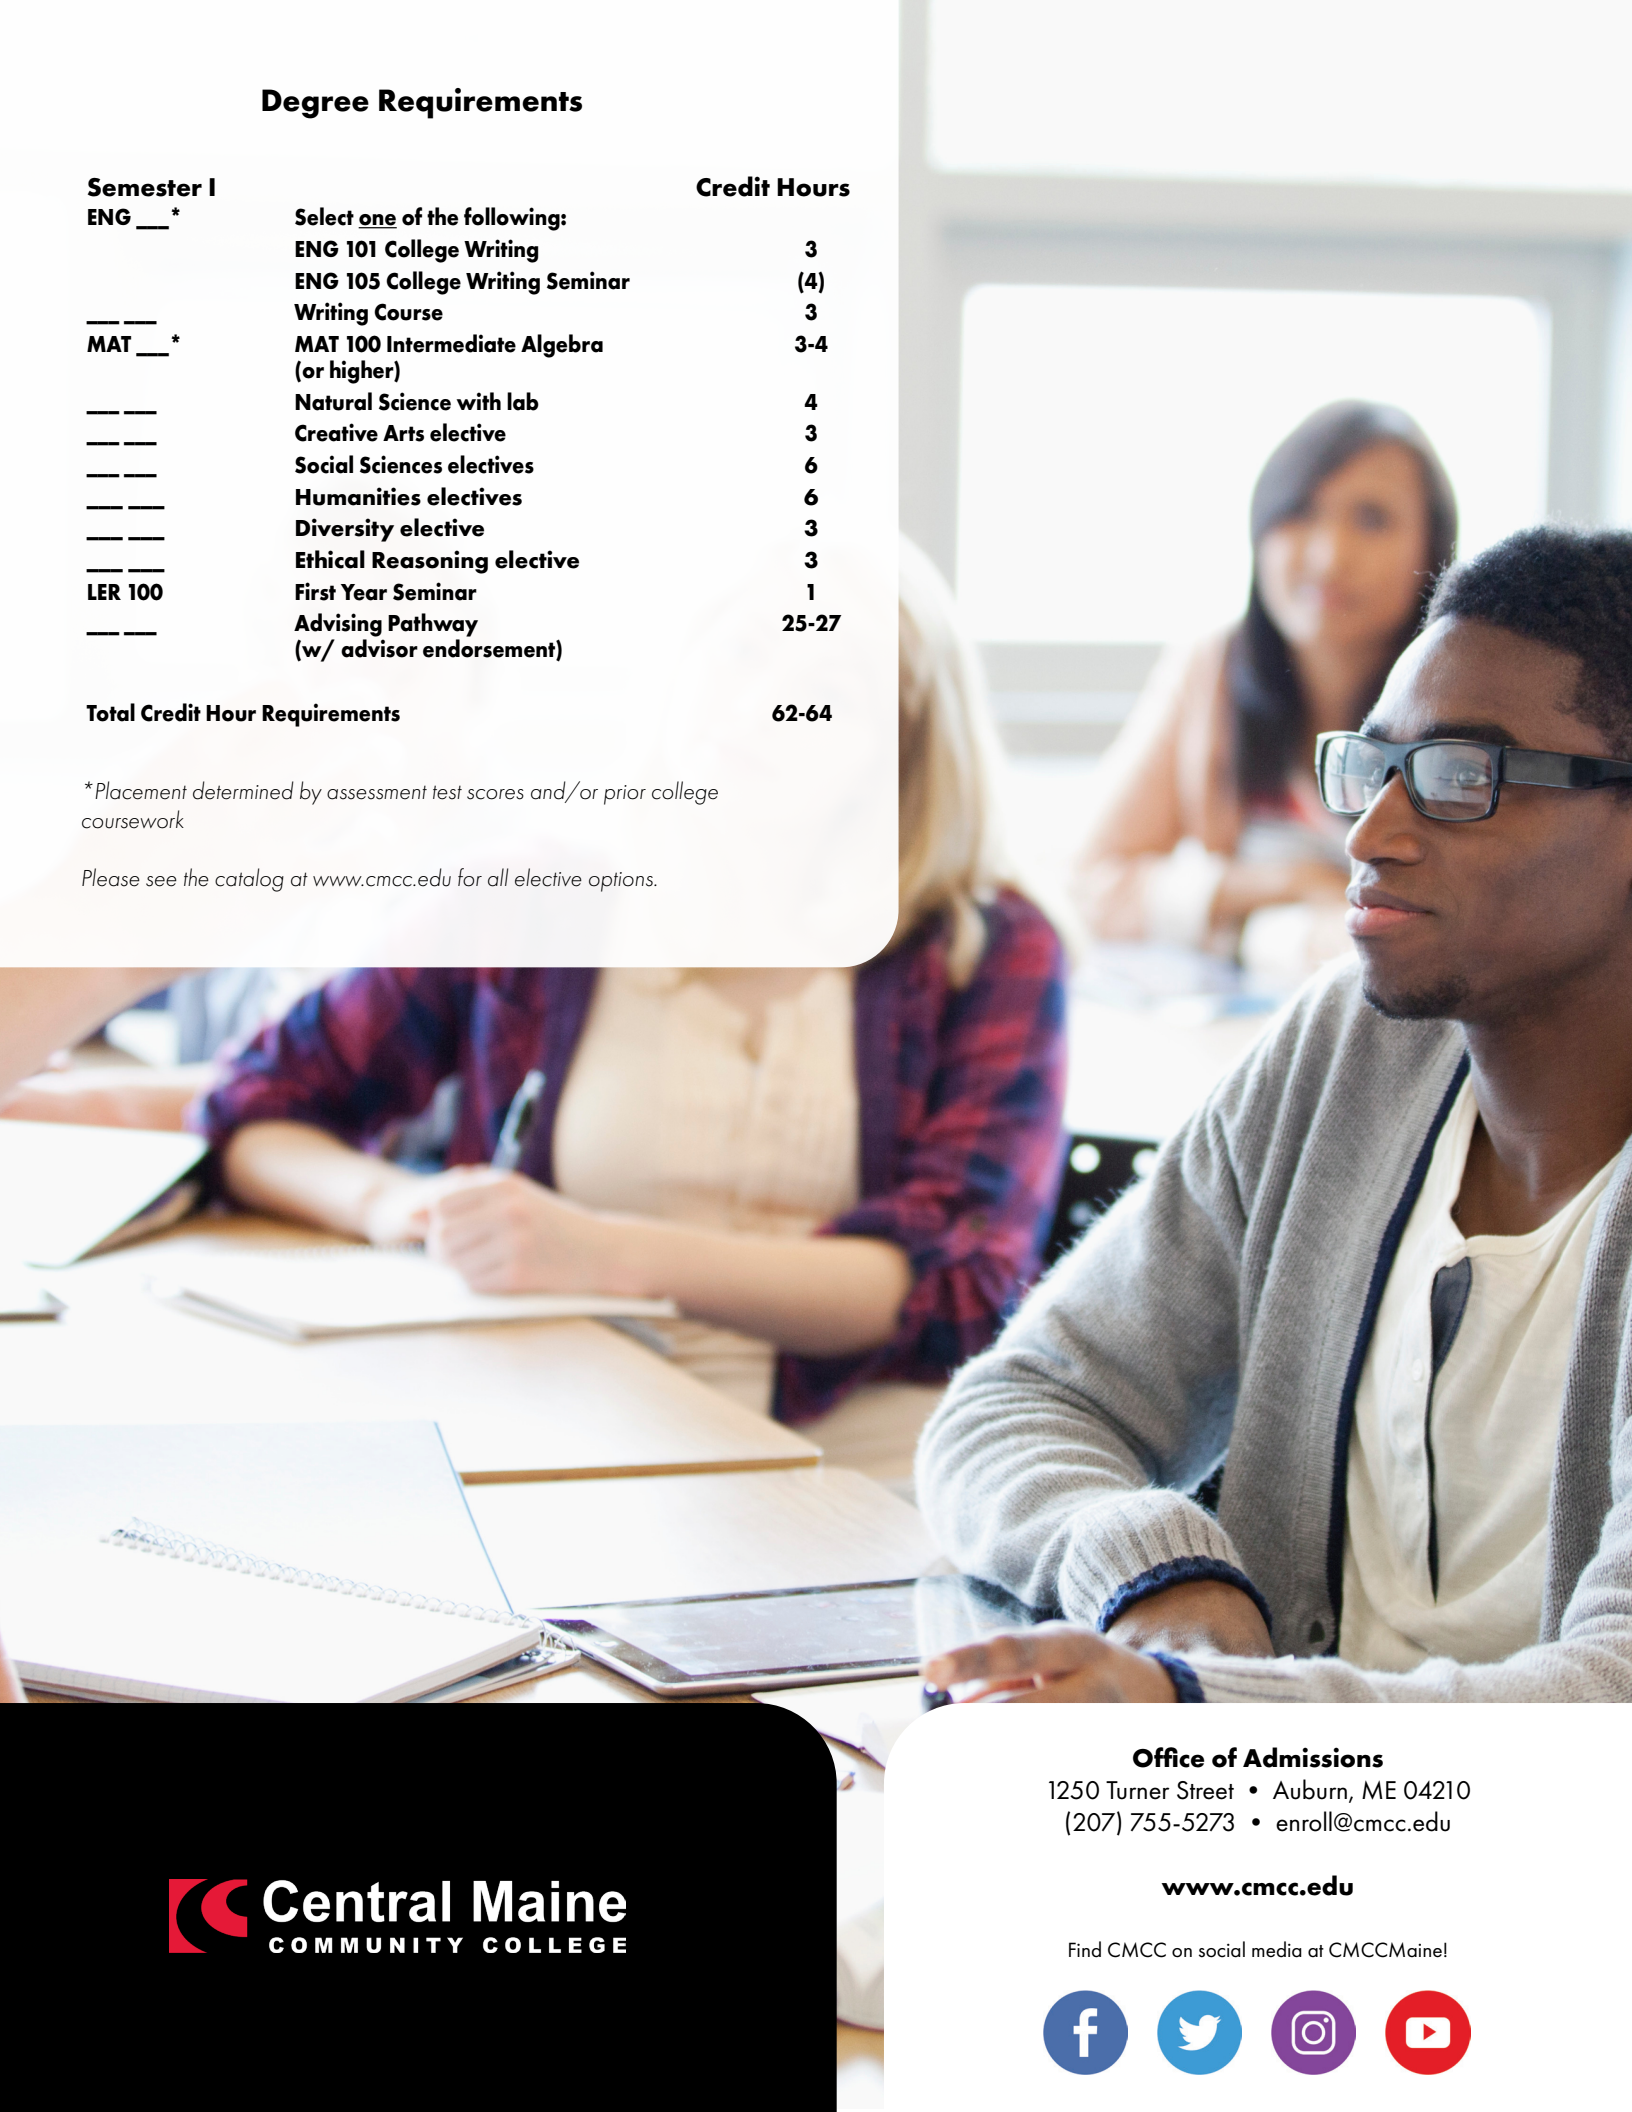 Degree Requirements
Semester I Credit Hours
ENG ___* Select one of the following:
ENG 101 College Writing 3
ENG 105 College Writing Seminar (4)
___ ___ Writing Course 3
MAT ___* MAT 100 Intermediate Algebra 3-4
(or higher)
___ ___ Natural Science with lab 4
___ ___ Creative Arts elective 3
___ ___ Social Sciences electives 6
___ ___ Humanities electives 6
___ ___ Diversity elective 3
___ ___ Ethical Reasoning elective 3
LER 100 First Year Seminar 1
___ ___ Advising Pathway 25-27
(w/ advisor endorsement)
Total Credit Hour Requirements 62-64
*Placement determined by assessment test scores and/or prior college
coursework
Please see the catalog at www.cmcc.edu for all elective options.
Central Maine
COMMUNITY COLLEGE
Office of Admissions
1250 Turner Street • Auburn, ME 04210
(207) 755-5273 • enroll@cmcc.edu
www.cmcc.edu
Find CMCC on social media at CMCCMaine!